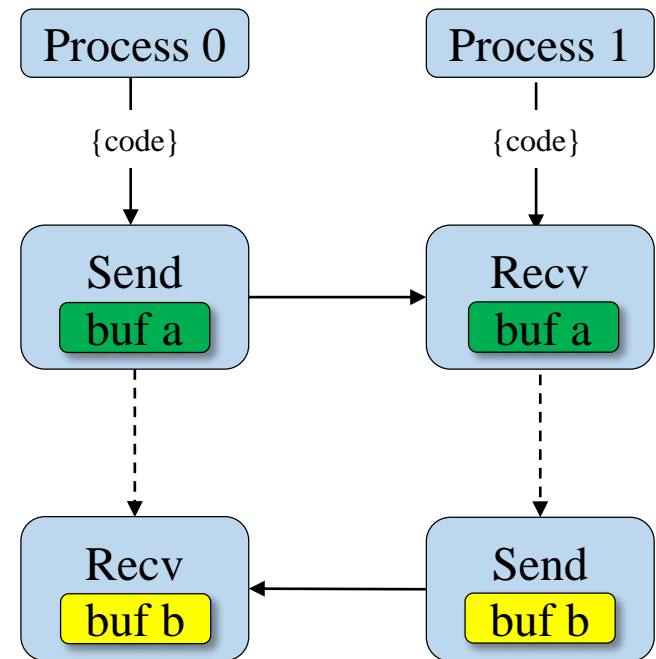 Process 0
Process 1
{code}
{code}
Send
buf a
Recv
buf a
Recv
buf b
Send
buf b